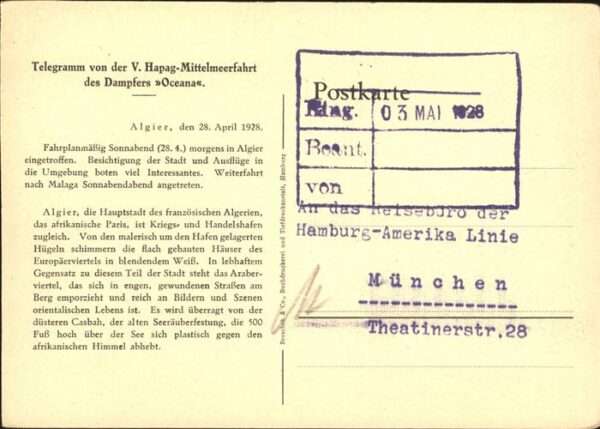 Telegramm von der V. Hapag-Mittelmeerfahrt
des Dampfers »Oceana«.
Algier, den 28. April 1928.
Fahrplanmäßig Sonnabend (28. 4.) morgens in Algier
eingetroffen. Besichtigung der Stadt und Ausflüge in
die Umgebung boten viel Interessantes. Weiterfahrt
nach Malaga Sonnabendabend angetreten.
Algier, die Hauptstadt des französischen Algerien,
das afrikanische Paris, ist Kriegs- und Handelshafen
zugleich. Von den malerisch um den Hafen gelagerten
Hügeln schimmern die flach gebauten Häuser des
Europäerviertels in blendendem Weiß. In lebhaftem
Gegensatz zu diesem Teil der Stadt steht das Araber-
viertel, das sich in engen, gewundenen Straßen am
Berg emporzieht und reich an Bildern und Szenen
orientalischen Lebens ist. Es wird überragt von der
düsteren Casbah, der alten Seeräuberfestung, die 500
Fuß hoch über der See sich plastisch gegen den
afrikanischen Himmel abhebt.
& Co., Buchdruckerei und Tiefdruckanstalt, Hamburg
Postkarte
Eing. 03 MAI 1928
Beant.
von
An das Reisebüro der
Hamburg-Amerika Linie
München
Theatinerstr.28